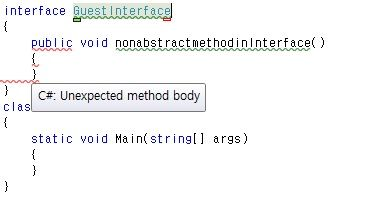 interface GuestInterface
{
public void nonabstractmethodinInterface()
{
}
C#: Unexpected method body
}
clas
{
static void Main(string[] args)
{
}
}